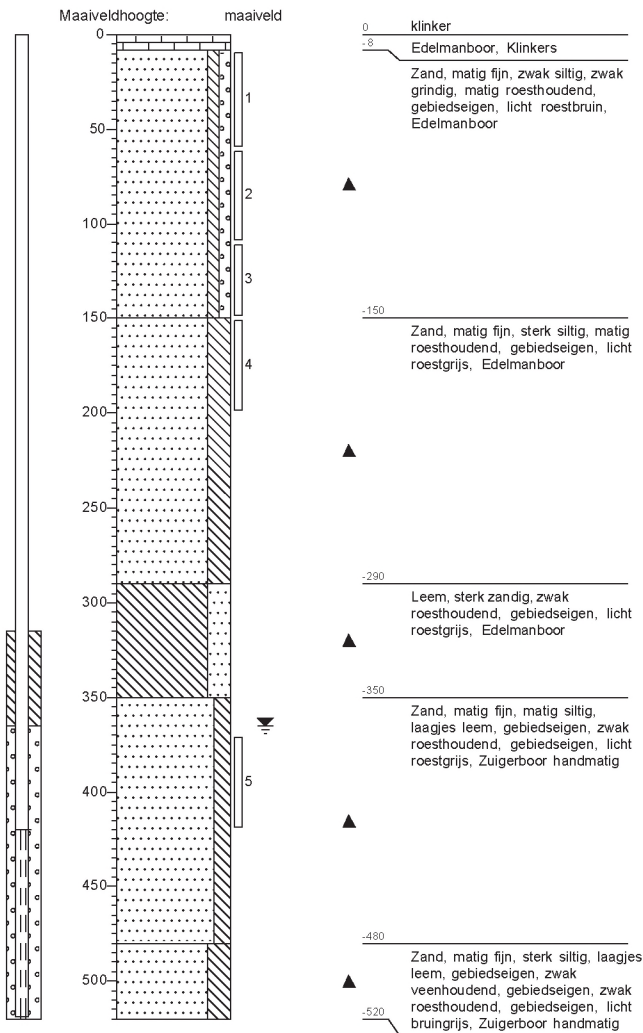 Maaiveldhoogte: maaiveld
0
50
100
150
200
250
300
350
400
450
500
1
2
3
4
5
0 klinker
-8 Edelmanboor, Klinkers
Zand, matig fijn, zwak siltig, zwak
grindig, matig roesthoudend,
gebiedseigen, licht roestbruin,
Edelmanboor
-150
Zand, matig fijn, sterk siltig, matig
roesthoudend, gebiedseigen, licht
roestgrijs, Edelmanboor
-290
Leem, sterk zandig, zwak
roesthoudend, gebiedseigen, licht
roestgrijs, Edelmanboor
-350
Zand, matig fijn, matig siltig,
laagjes leem, gebiedseigen, zwak
roesthoudend, gebiedseigen, licht
roestgrijs, Zuigerboor handmatig
-480
Zand, matig fijn, sterk siltig, laagjes
leem, gebiedseigen, zwak
veenhoudend, gebiedseigen, zwak
roesthoudend, gebiedseigen, licht
bruingrijs, Zuigerboor handmatig
-520